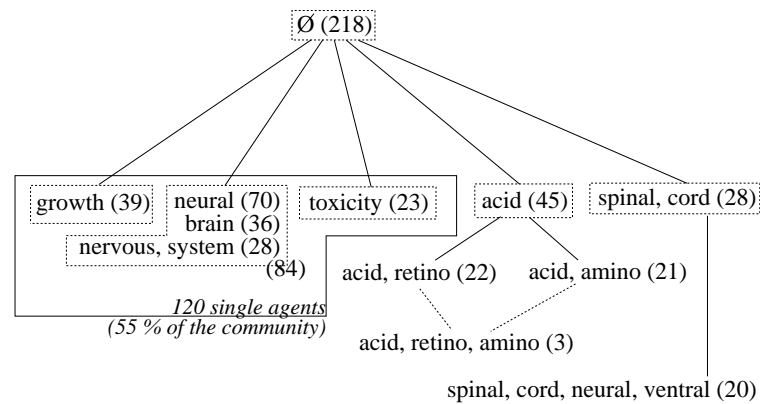 Ø (218)
growth (39)
neural (70)
brain (36)
nervous, system (28)
(84)
toxicity (23)
acid (45)
spinal, cord (28)
acid, retino (22)
acid, amino (21)
120 single agents
(55 % of the community)
acid, retino, amino (3)
spinal, cord, neural, ventral (20)